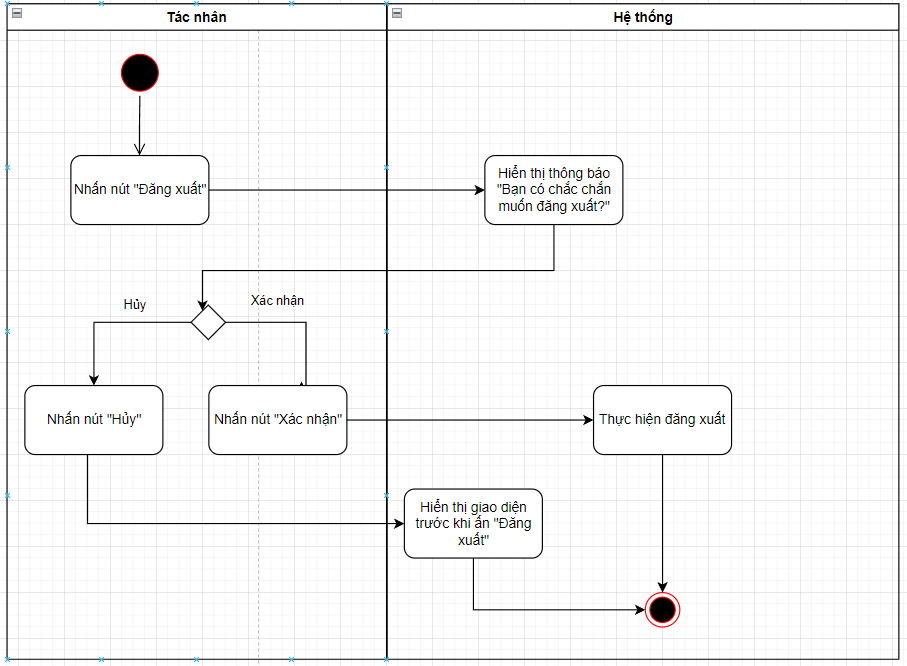 Tác nhân
Hệ thống
Nhấn nút "Đăng xuất"
Hiển thị thông báo
"Bạn có chắc chắn
muốn đăng xuất?"
Hủy
Xác nhận
Nhấn nút "Hủy"
Nhấn nút "Xác nhận"
Thực hiện đăng xuất
Hiển thị giao diện
trước khi ấn "Đăng
xuất"